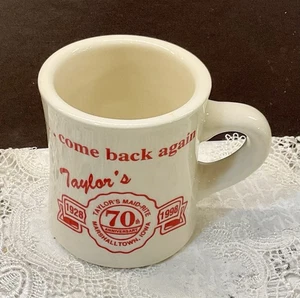 ... come back again
Taylor's
TAYLOR'S MAID-RITE
1928
70th
1998
ANNIVERSARY
MARSHALLTOWN, IOWA